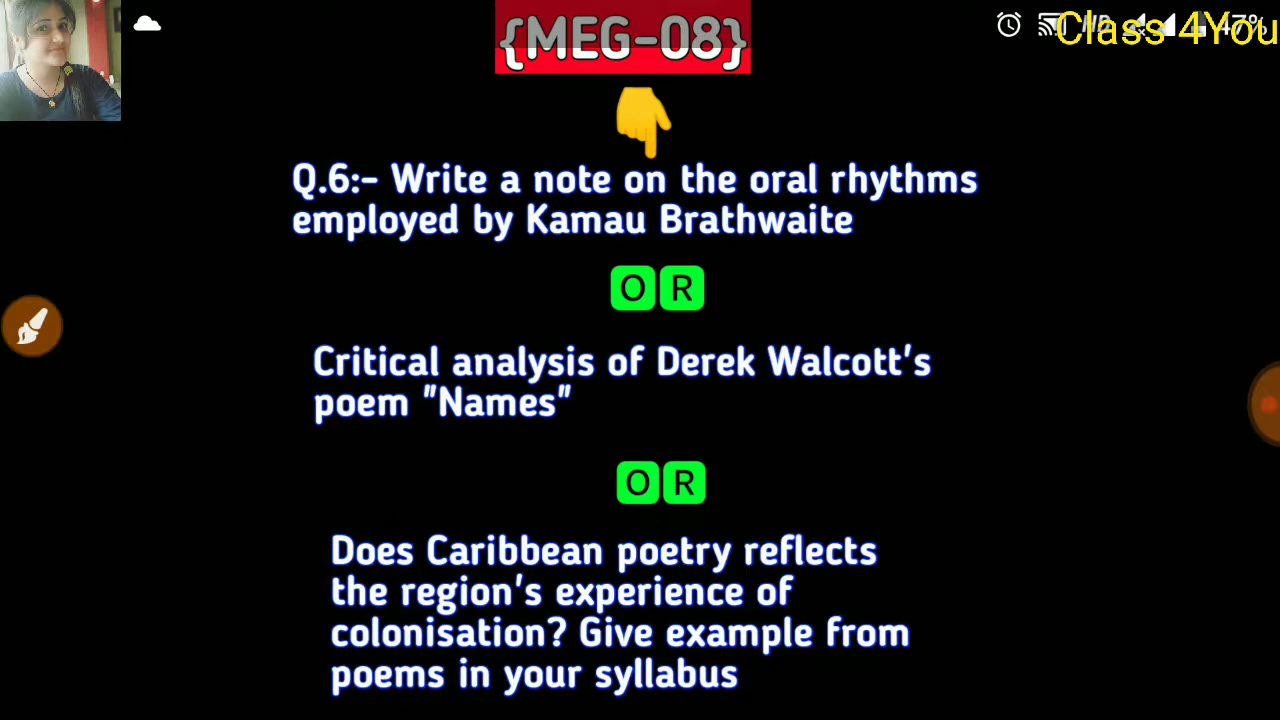 {MEG-08}
Class 4You
47%
Q.6:- Write a note on the oral rhythms
employed by Kamau Brathwaite
OR
Critical analysis of Derek Walcott's
poem "Names"
OR
Does Caribbean poetry reflects
the region's experience of
colonisation? Give example from
poems in your syllabus